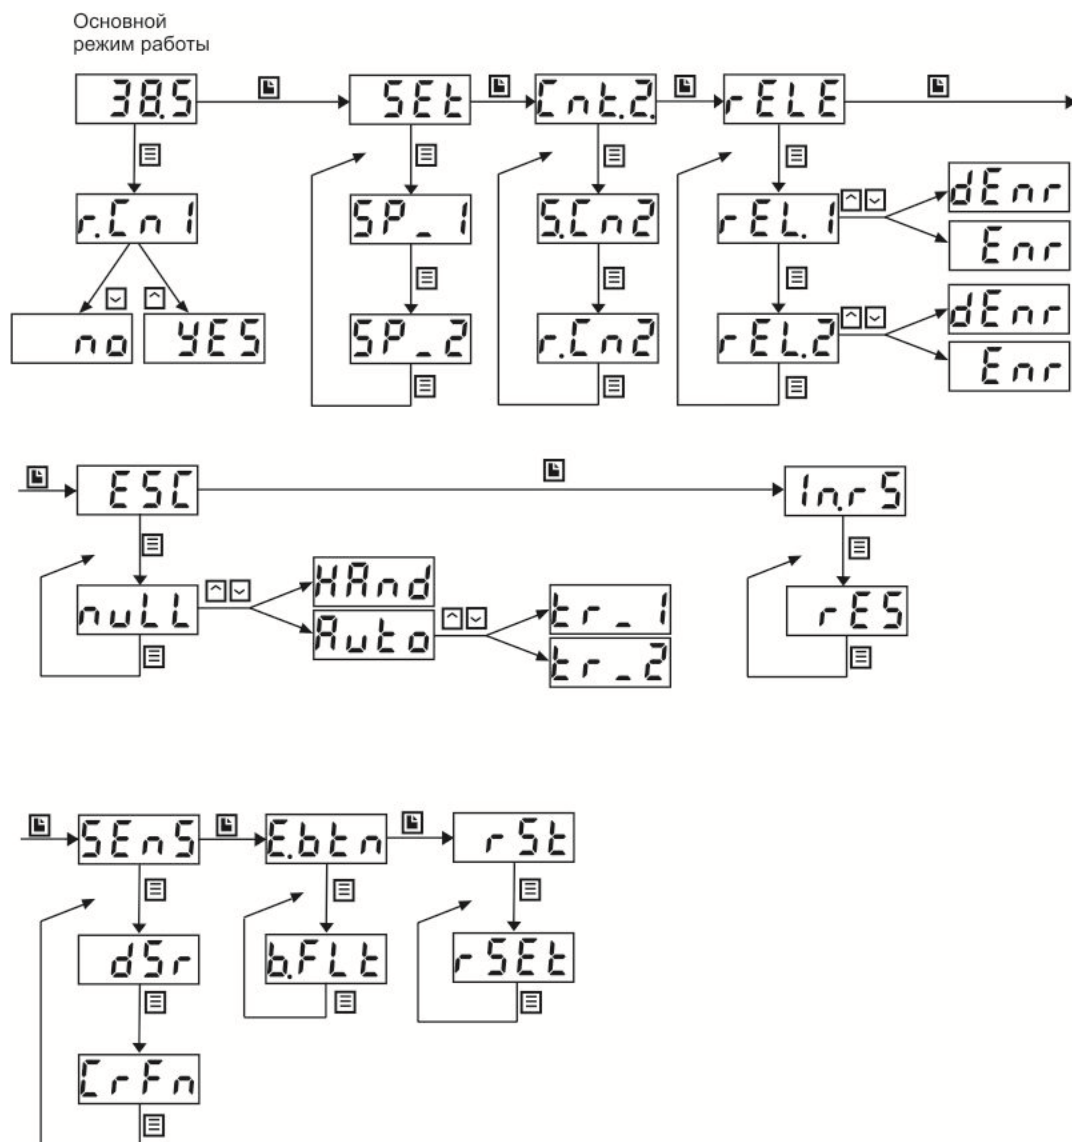 Основной
режим работы
38.5
SEt
Cnt.2.
rELE
r.Cn1
SP_1
S.Cn2
rEL.1
dEnr
Enr
no
YES
SP_2
r.Cn2
rEL.2
dEnr
Enr
ESC
In.rS
nuLL
HAnd
Auto
tr_1
tr_2
rES
SEnS
E.btn
rSt
dSr
b.FLt
rSEt
CrFn